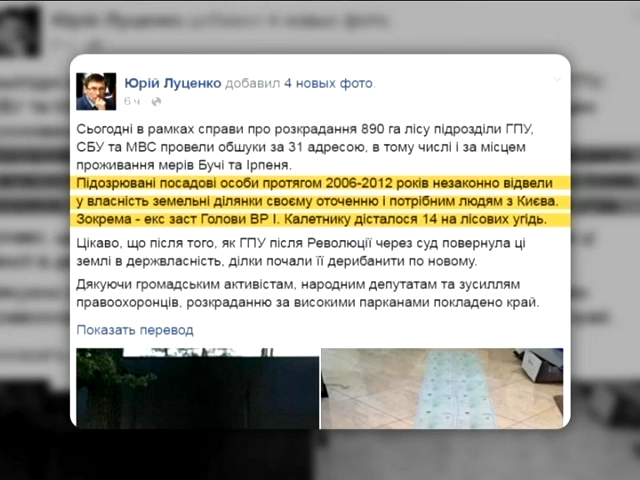 Юрій Луценко добавил 4 новых фото.
6 ч ·
Сьогодні в рамках справи про розкрадання 890 га лісу підрозділи ГПУ,
СБУ та МВС провели обшуки за 31 адресою, в тому числі і за місцем
проживання мерів Бучі та Ірпеня.
Підозрювані посадові особи протягом 2006-2012 років незаконно відвели
у власність земельні ділянки своєму оточенню і потрібним людям з Києва.
Зокрема - екс заст Голови ВР І. Калетнику дісталося 14 на лісових угідь.
Цікаво, що після того, як ГПУ після Революції через суд повернула ці
землі в держвласність, ділки почали її дерибанити по новому.
Дякуючи громадським активістам, народним депутатам та зусиллям
правоохоронців, розкраданню за високими парканами покладено край.
Показать перевод